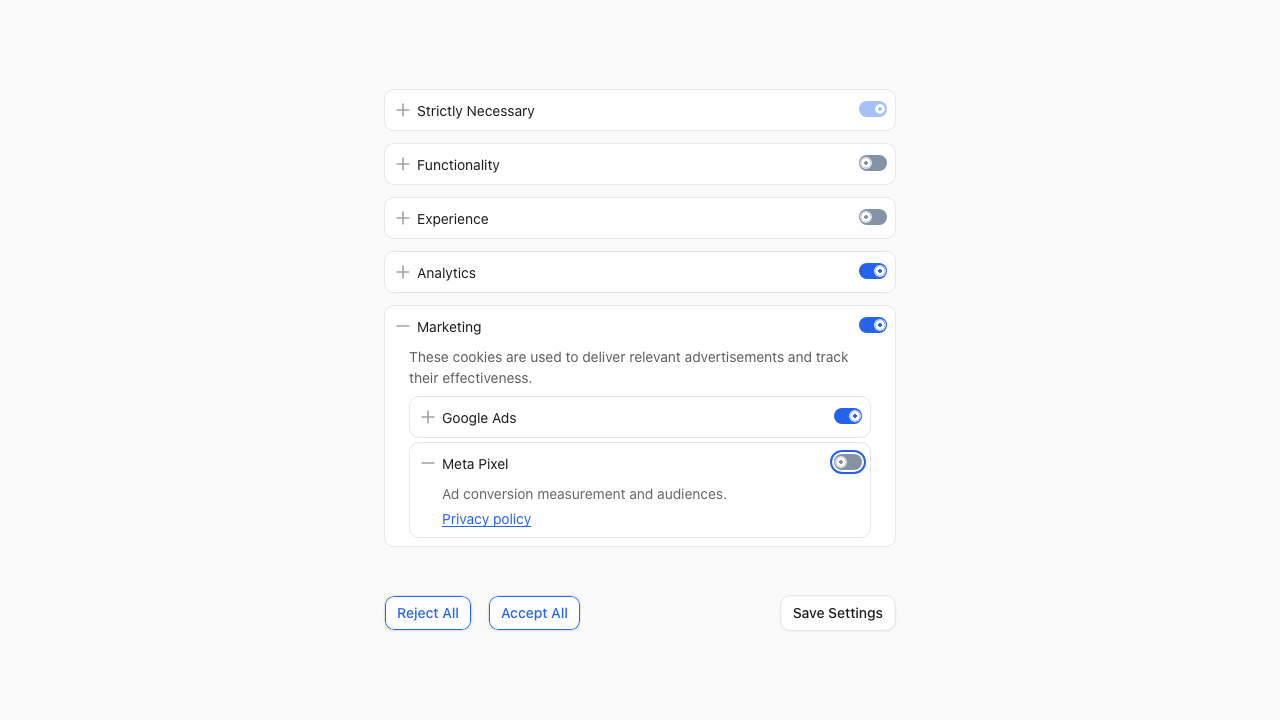 Strictly Necessary
Functionality
Experience
Analytics
Marketing
These cookies are used to deliver relevant advertisements and track
their effectiveness.
Google Ads
Meta Pixel
Ad conversion measurement and audiences.
Privacy policy
Reject All
Accept All
Save Settings